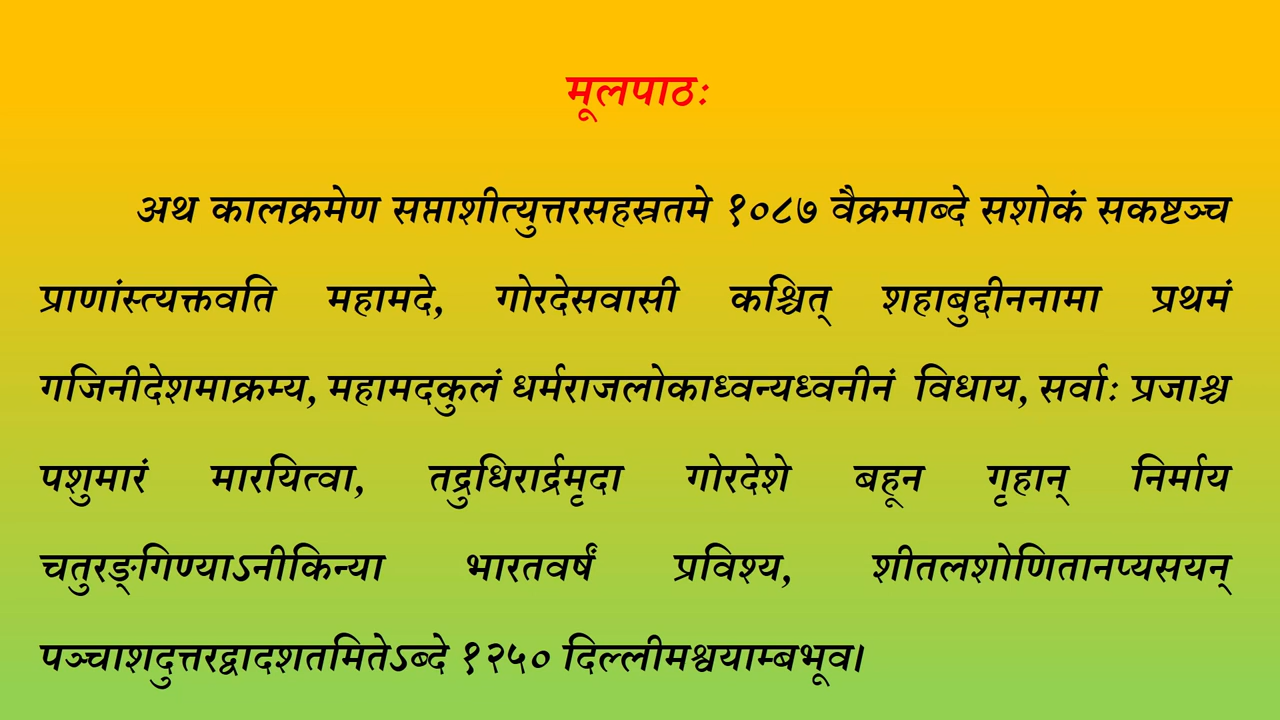 मूलपाठः
अथ कालक्रमेण सप्ताशीत्युत्तरसहस्रतमे १०८७ वैक्रमाब्दे सशोकं सकष्टञ्च
प्राणांस्त्यक्तवति महामदे, गोरदेसवासी कश्चित् शहाबुद्दीननामा प्रथमं
गजिनीदेशमाक्रम्य, महामदकुलं धर्मराजलोकाध्वन्यध्वनीनं विधाय, सर्वाः प्रजाश्च
पशुमारं मारयित्वा, तद्रुधिरार्द्रमृदा गोरदेशे बहून गृहान् निर्माय
चतुरङ्गिण्याऽनीकिन्या भारतवर्षं प्रविश्य, शीतलशोणितानप्यसयन्
पञ्चाशदुत्तरद्वादशतमितेऽब्दे १२५० दिल्लीमश्वयाम्बभूव।